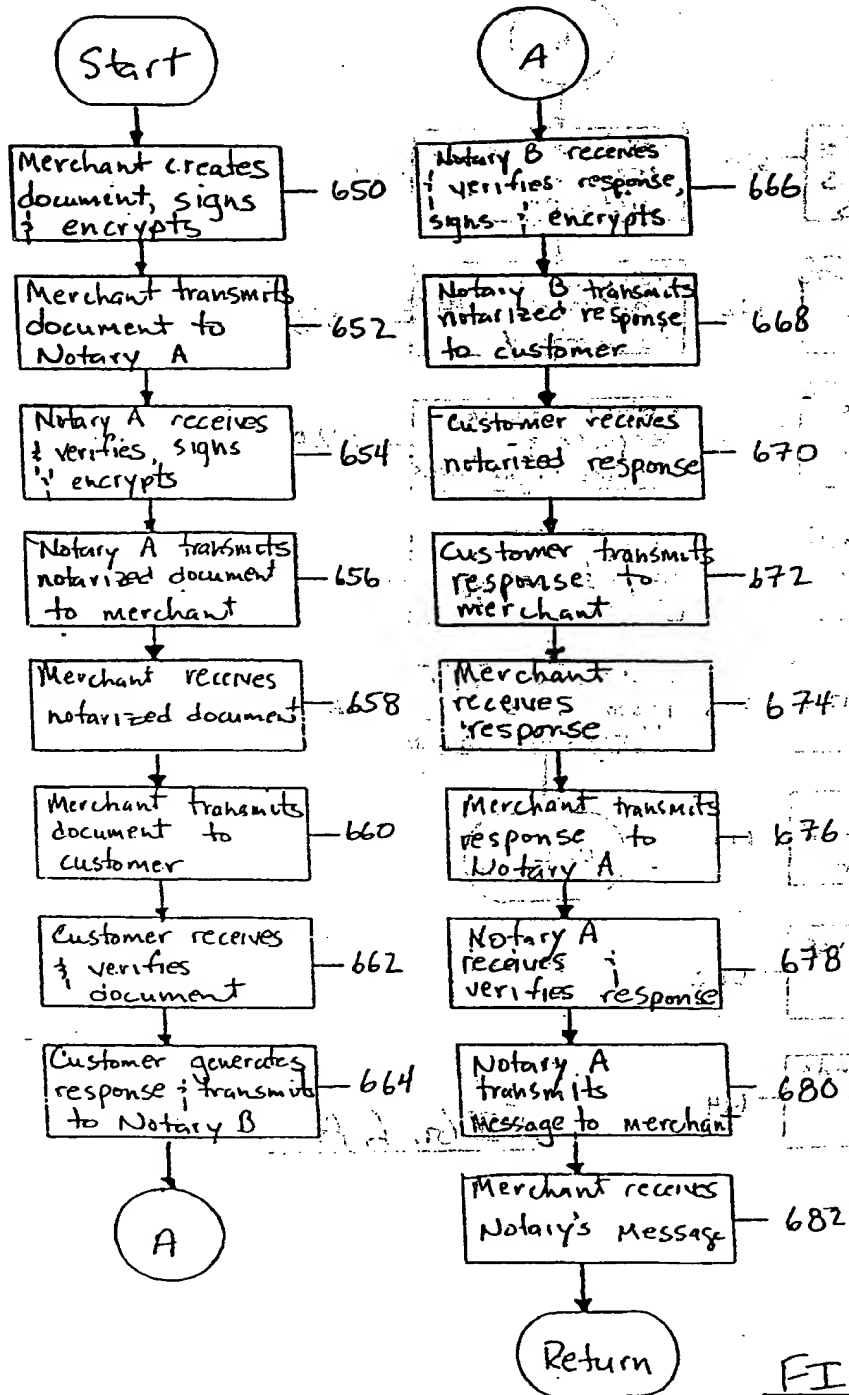 Start
Merchant creates
document, signs
& encrypts
650
Merchant transmits
document to
Notary A
652
Notary A receives
& verifies, signs
& encrypts
654
Notary A transmits
notarized document
to merchant
656
Merchant receives
notarized document
658
Merchant transmits
document to
customer
660
Customer receives
& verifies
document
662
Customer generates
response & transmits
to Notary B
664
A
A
Notary B receives
& verifies response,
signs & encrypts
666
Notary B transmits
notarized response
to customer
668
Customer receives
notarized response
670
Customer transmits
response to
merchant
672
Merchant
receives
response
674
Merchant transmits
response to
Notary A
676
Notary A
receives &
verifies response
678
Notary A
transmits
message to merchant
680
Merchant receives
Notary's Message
682
Return
FI